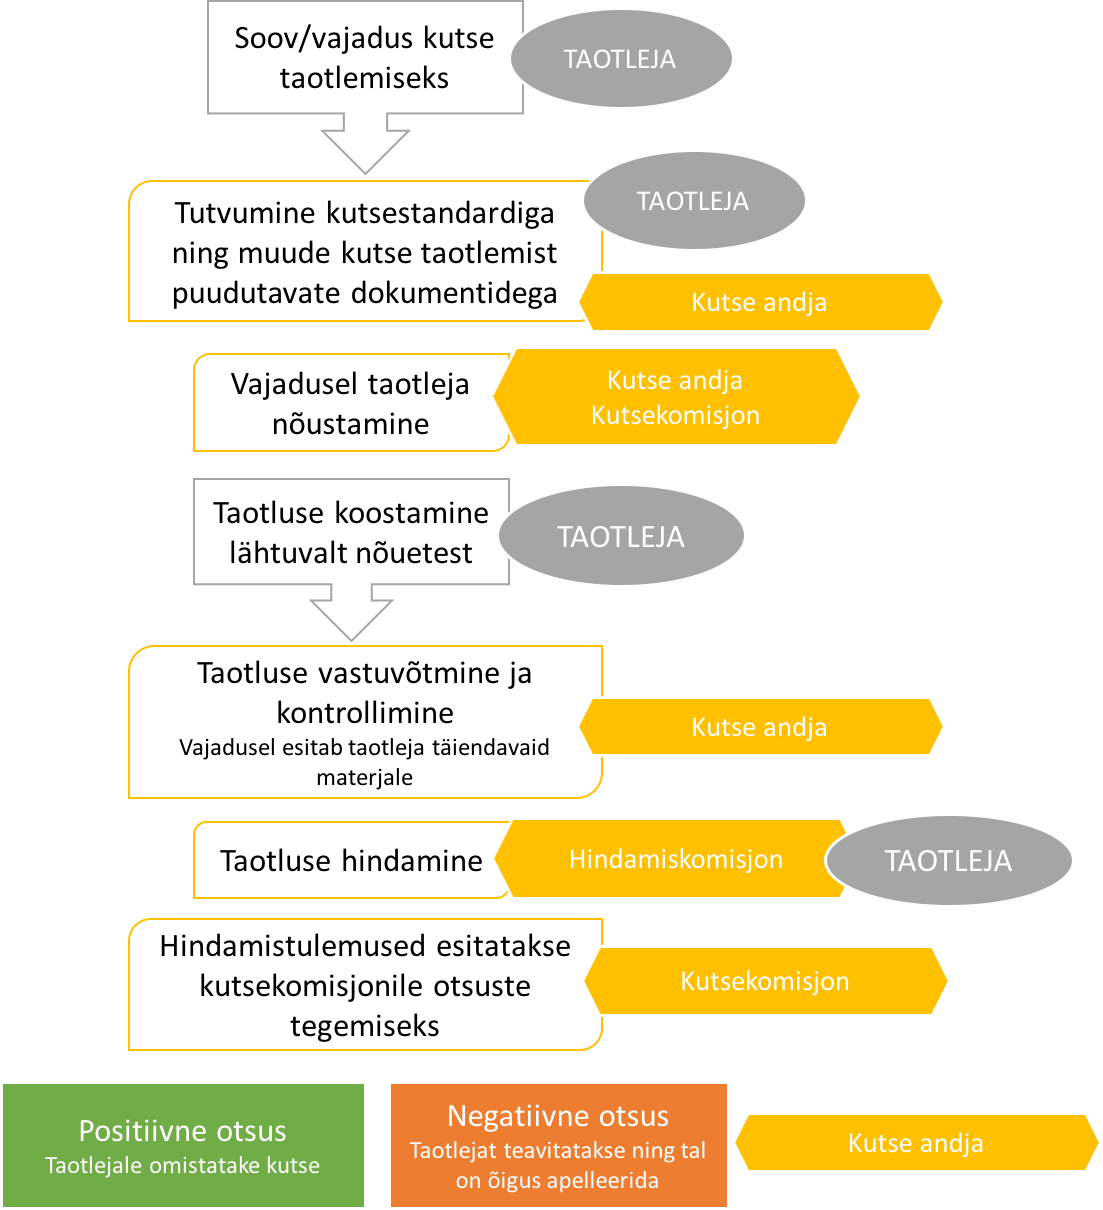 Soov/vajadus kutse
taotlemiseks
TAOTLEJA
Tutvumine kutsestandardiga
ning muude kutse taotlemist
puudutavate dokumentidega
TAOTLEJA
Kutse andja
Vajadusel taotleja
nõustamine
Kutse andja
Kutsekomisjon
Taotluse koostamine
lähtuvalt nõuetest
TAOTLEJA
Taotluse vastuvõtmine ja
kontrollimine
Vajadusel esitab taotleja täiendavaid
materjale
Kutse andja
Taotluse hindamine
Hindamiskomisjon
TAOTLEJA
Hindamistulemused esitatakse
kutsekomisjonile otsuste
tegemiseks
Kutsekomisjon
Positiivne otsus
Taotlejale omistatake kutse
Negatiivne otsus
Taotlejat teavitatakse ning tal
on õigus apelleerida
Kutse andja